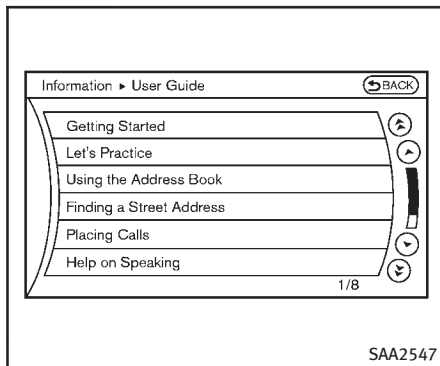 Information ▸ User Guide
BACK
Getting Started
Let's Practice
Using the Address Book
Finding a Street Address
Placing Calls
Help on Speaking
1/8
SAA2547